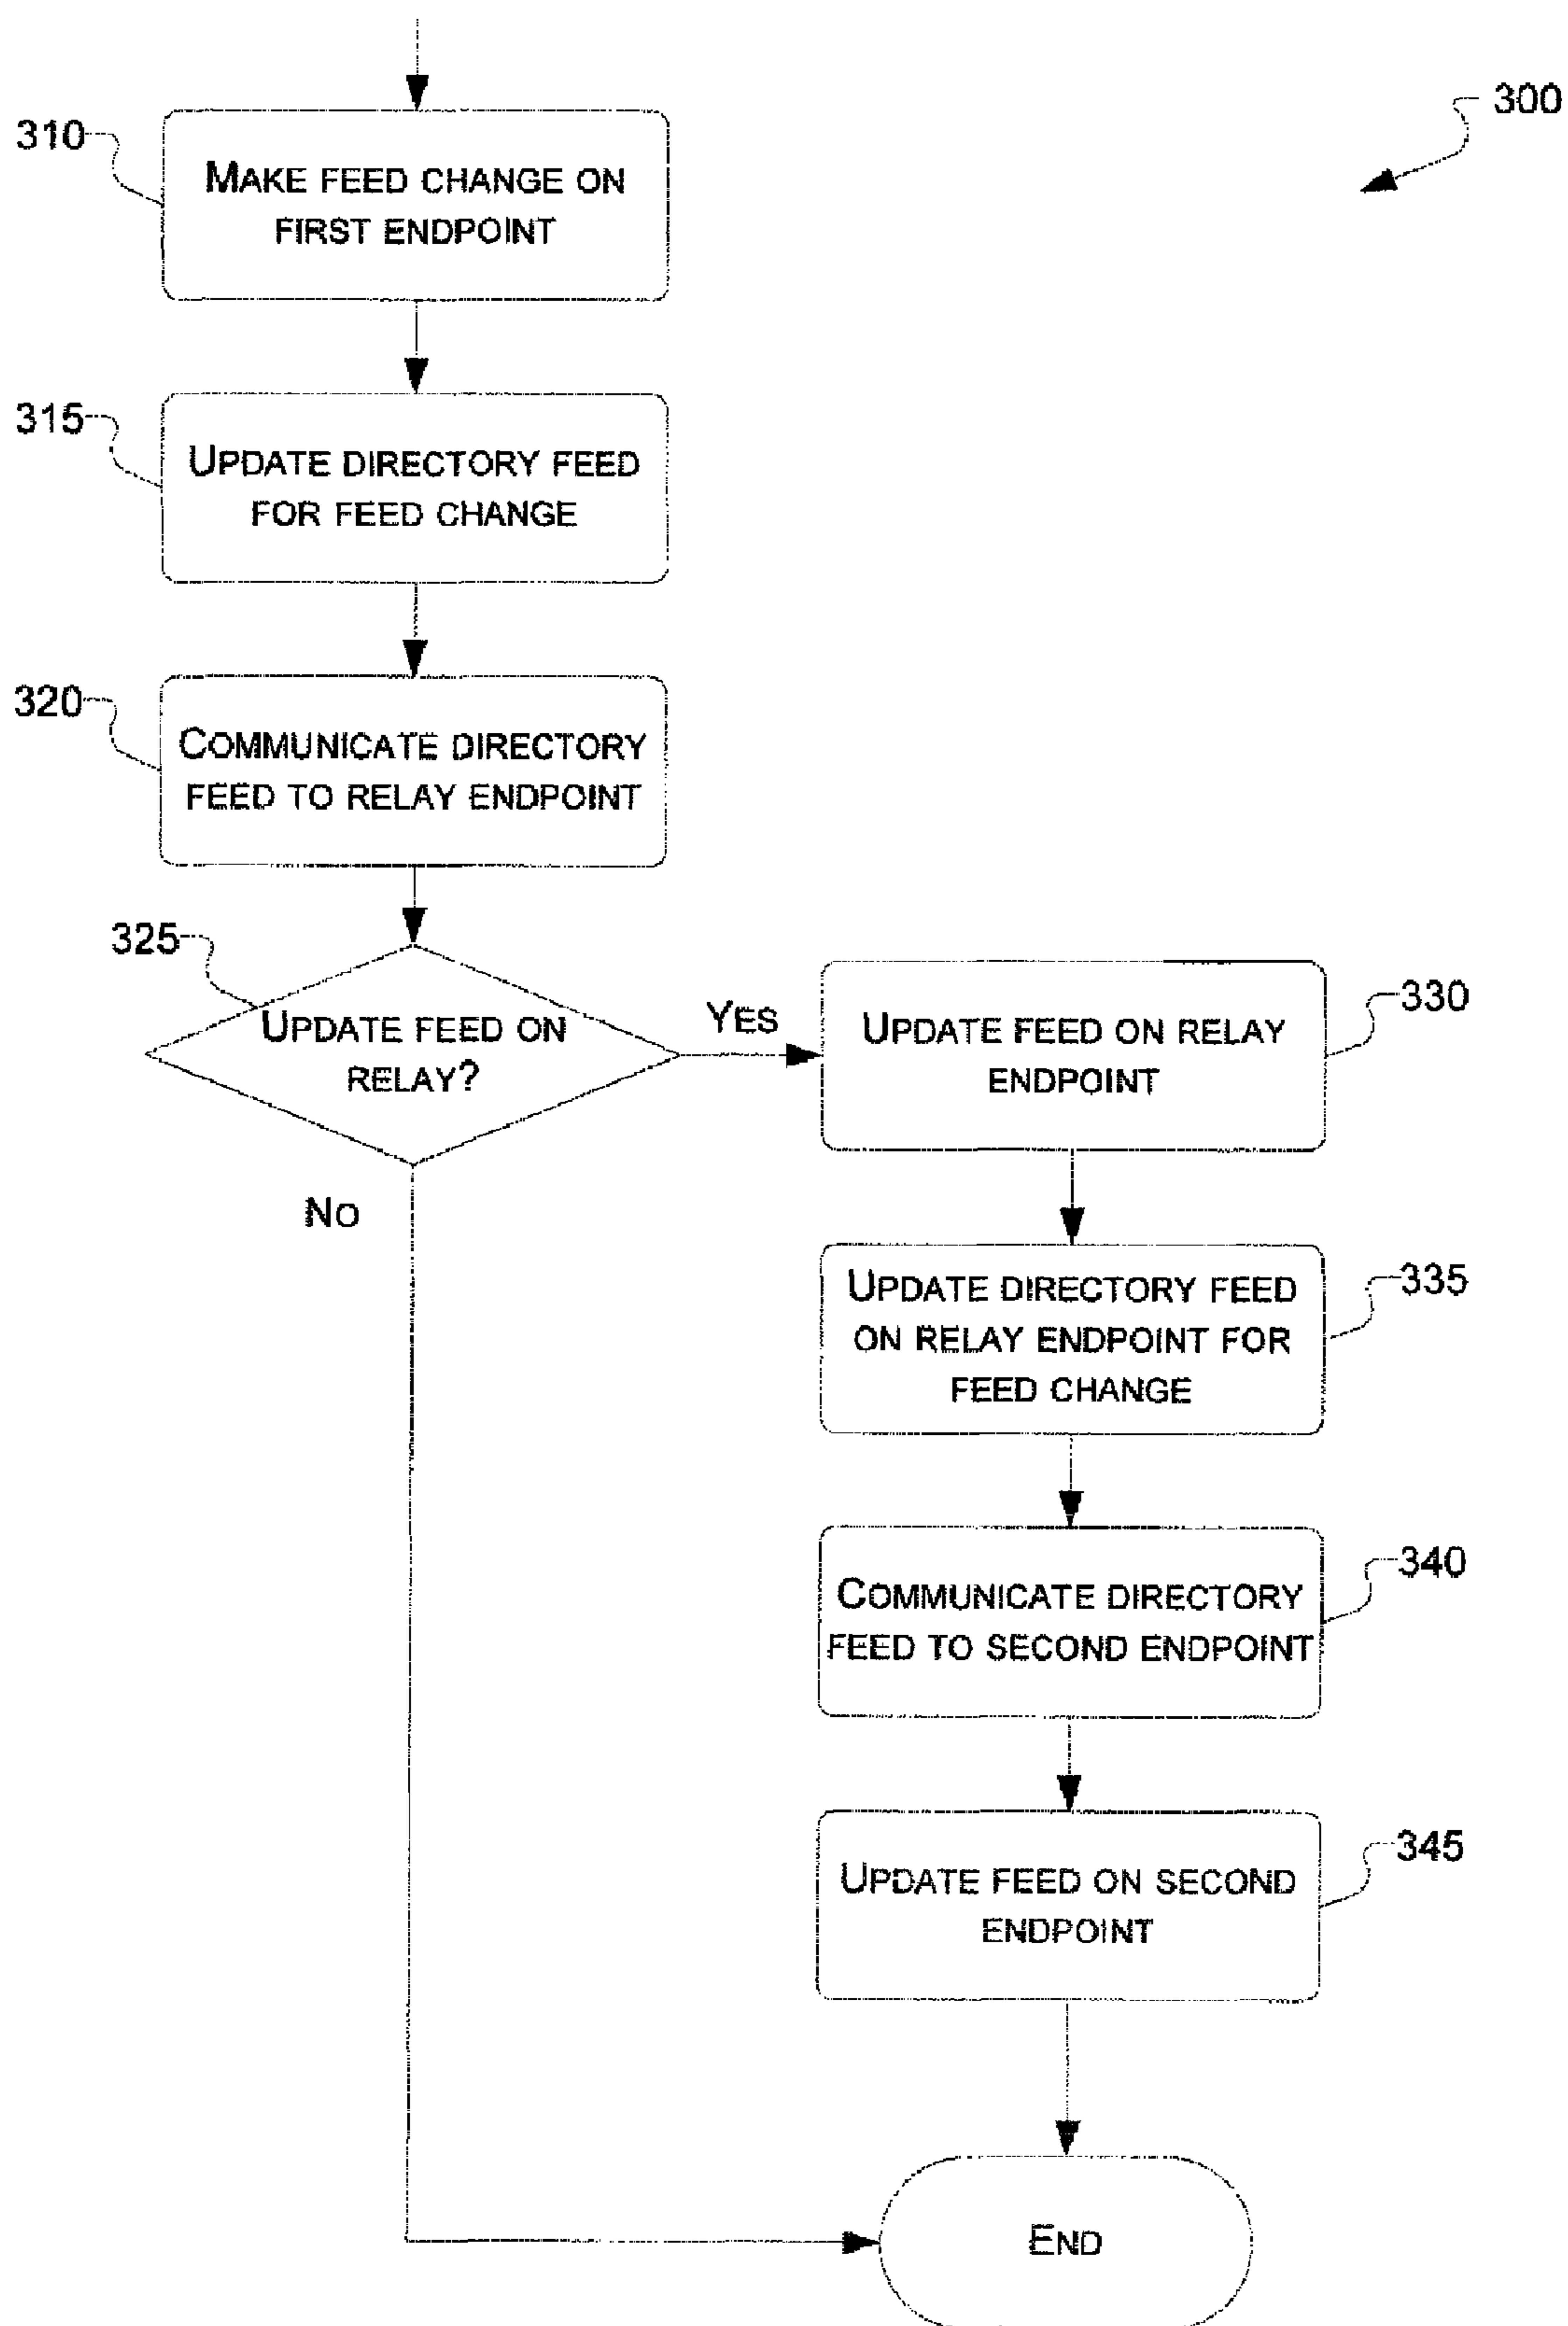 300
310
MAKE FEED CHANGE ON
FIRST ENDPOINT
315
UPDATE DIRECTORY FEED
FOR FEED CHANGE
320
COMMUNICATE DIRECTORY
FEED TO RELAY ENDPOINT
325
UPDATE FEED ON
RELAY?
YES
NO
330
UPDATE FEED ON RELAY
ENDPOINT
335
UPDATE DIRECTORY FEED
ON RELAY ENDPOINT FOR
FEED CHANGE
340
COMMUNICATE DIRECTORY
FEED TO SECOND ENDPOINT
345
UPDATE FEED ON SECOND
ENDPOINT
END